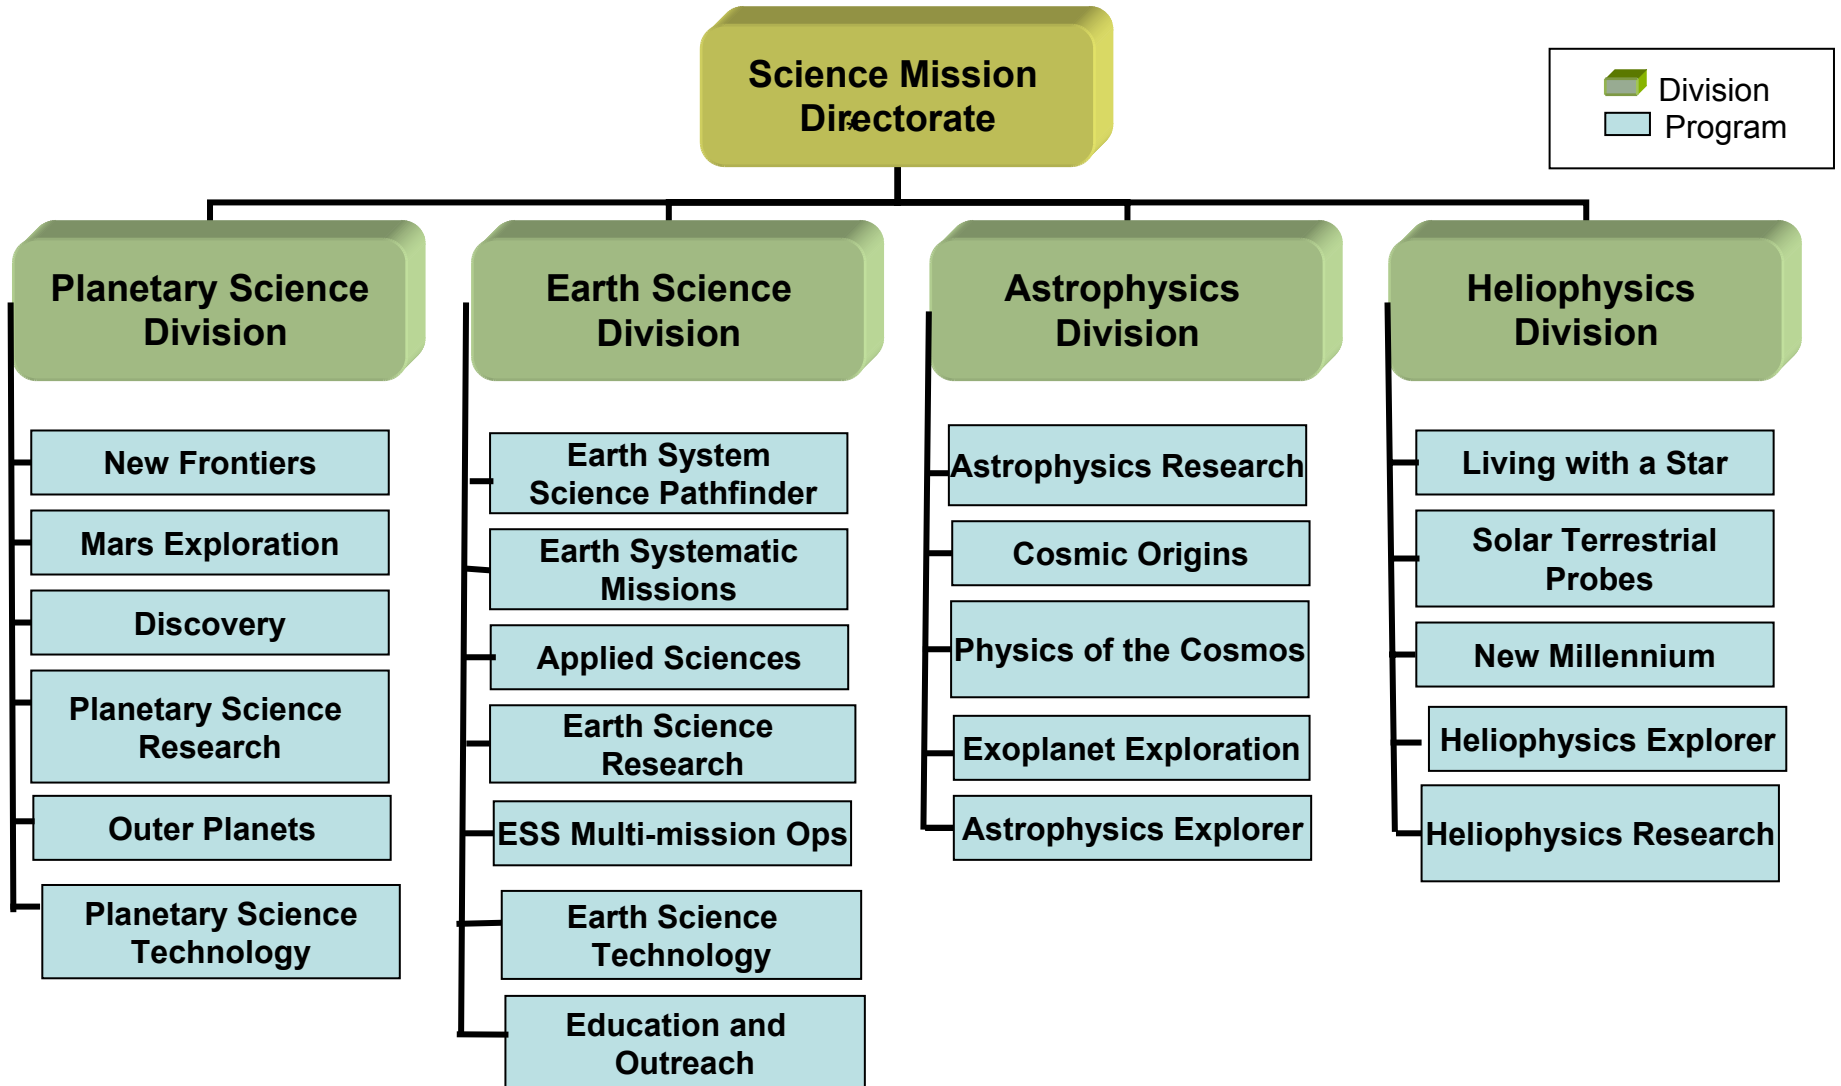 Science Mission
Directorate
*
Division
Program
Planetary Science
Division
Earth Science
Division
Astrophysics
Division
Heliophysics
Division
New Frontiers
Mars Exploration
Discovery
Planetary Science
Research
Outer Planets
Planetary Science
Technology
Earth System
Science Pathfinder
Earth Systematic
Missions
Applied Sciences
Earth Science
Research
ESS Multi-mission Ops
Earth Science
Technology
Education and
Outreach
Astrophysics Research
Cosmic Origins
Physics of the Cosmos
Exoplanet Exploration
Astrophysics Explorer
Living with a Star
Solar Terrestrial
Probes
New Millennium
Heliophysics Explorer
Heliophysics Research